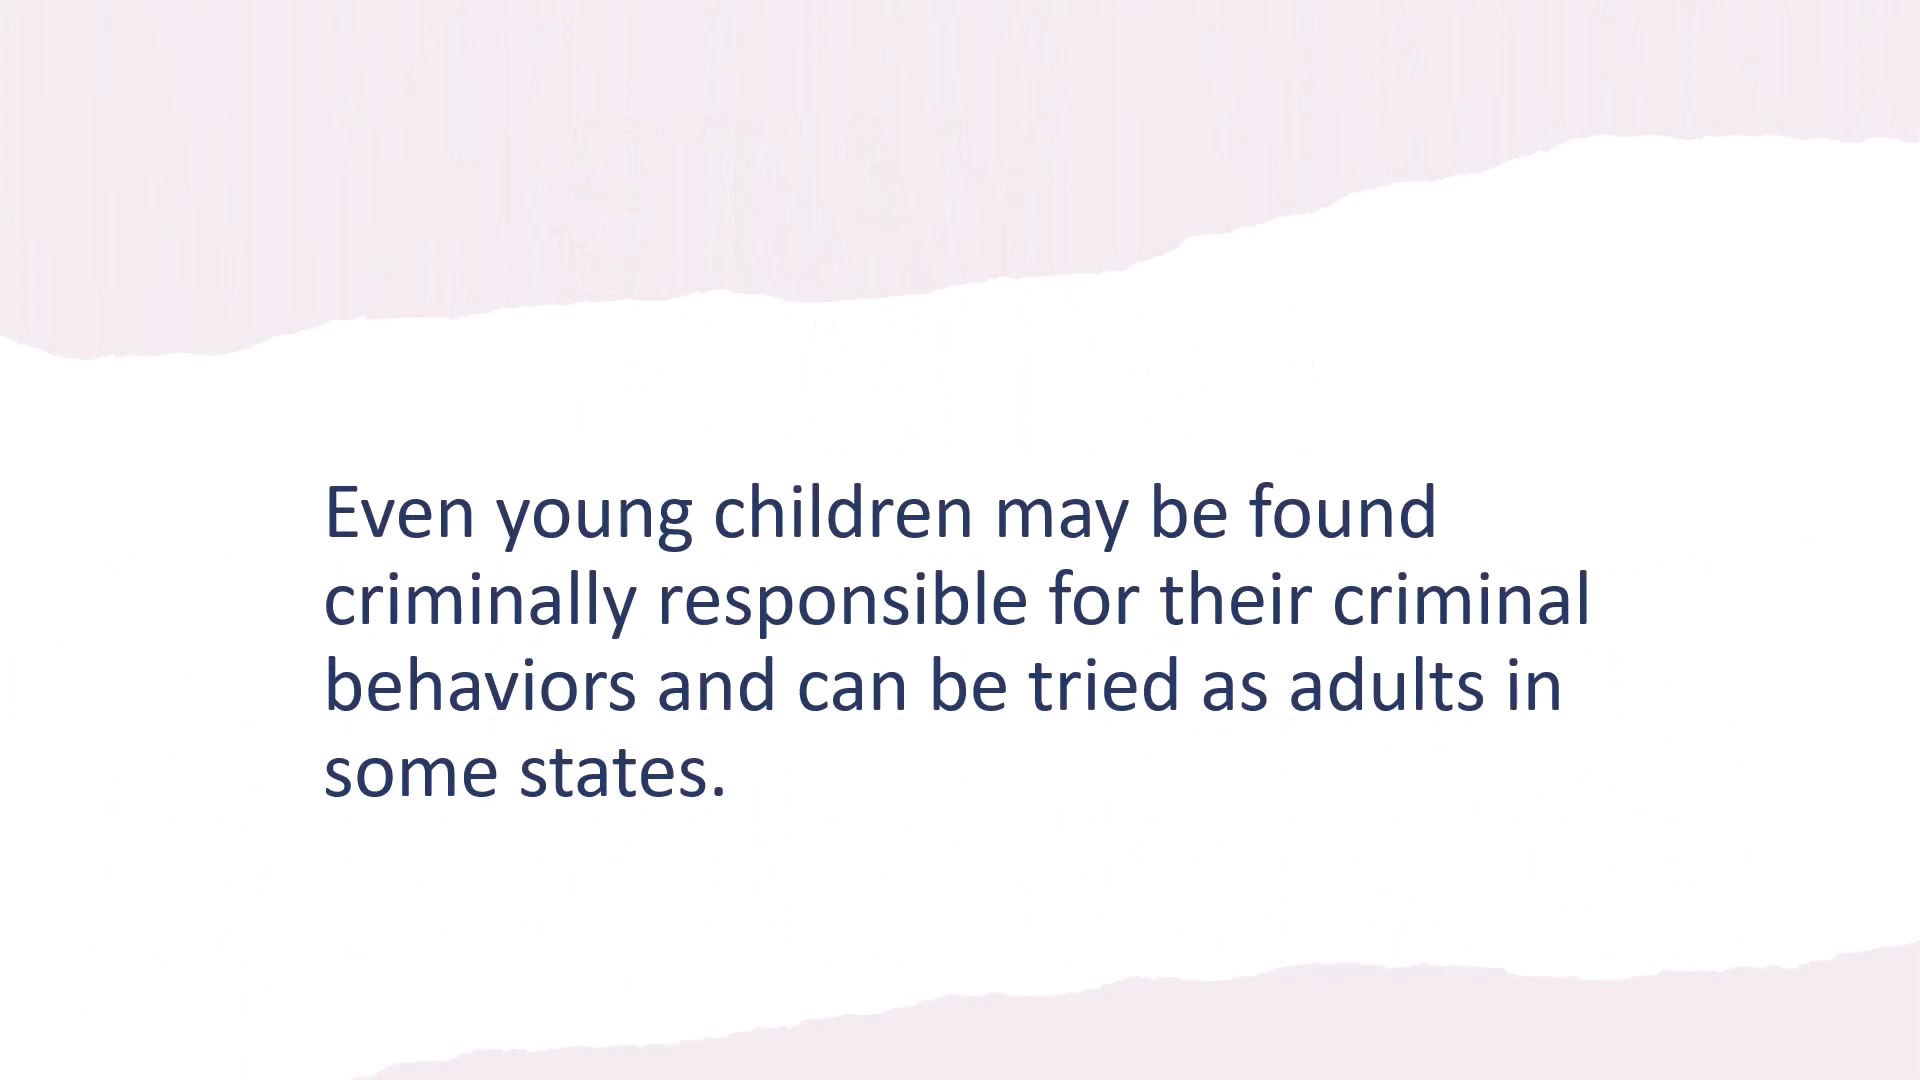 Even young children may be found
criminally responsible for their criminal
behaviors and can be tried as adults in
some states.